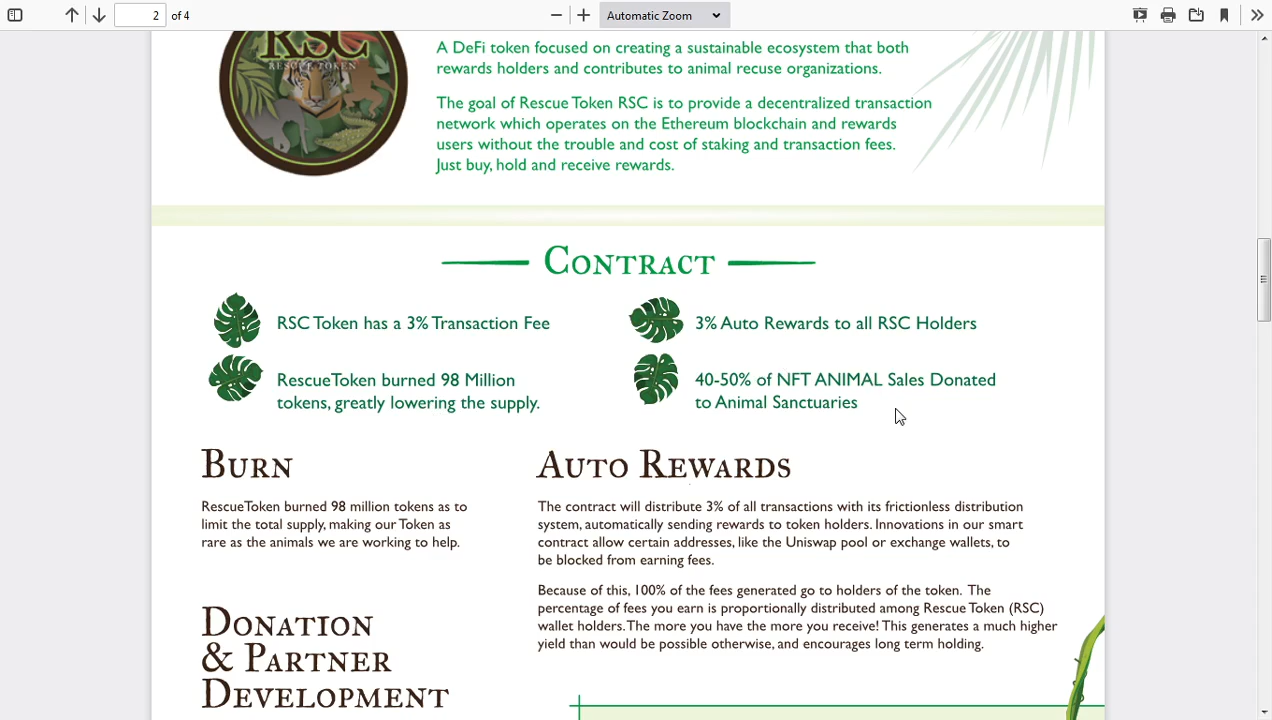 2 of 4
Automatic Zoom
RSC
RESCUE TOKEN
A DeFi token focused on creating a sustainable ecosystem that both
rewards holders and contributes to animal recuse organizations.
The goal of Rescue Token RSC is to provide a decentralized transaction
network which operates on the Ethereum blockchain and rewards
users without the trouble and cost of staking and transaction fees.
Just buy, hold and receive rewards.
CONTRACT
RSC Token has a 3% Transaction Fee
3% Auto Rewards to all RSC Holders
RescueToken burned 98 Million
tokens, greatly lowering the supply.
40-50% of NFT ANIMAL Sales Donated
to Animal Sanctuaries
BURN
RescueToken burned 98 million tokens as to
limit the total supply, making our Token as
rare as the animals we are working to help.
AUTO REWARDS
The contract will distribute 3% of all transactions with its frictionless distribution
system, automatically sending rewards to token holders. Innovations in our smart
contract allow certain addresses, like the Uniswap pool or exchange wallets, to
be blocked from earning fees.
Because of this, 100% of the fees generated go to holders of the token. The
percentage of fees you earn is proportionally distributed among Rescue Token (RSC)
wallet holders. The more you have the more you receive! This generates a much higher
yield than would be possible otherwise, and encourages long term holding.
DONATION
& PARTNER
DEVELOPMENT